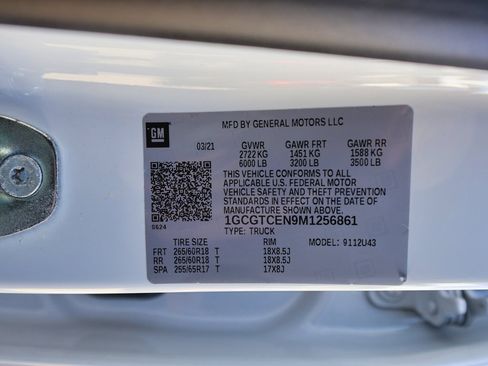 GM
MFD BY GENERAL MOTORS LLC
03/21 GVWR GAWR FRT GAWR RR
2722 KG 1451 KG 1588 KG
6000 LB 3200 LB 3500 LB
THIS VEHICLE CONFORMS TO ALL
APPLICABLE U.S. FEDERAL MOTOR
VEHICLE SAFETY AND THEFT PREVENTION
STANDARDS IN EFFECT ON THE DATE
OF MANUFACTURE SHOWN ABOVE.
1GCGTCEN9M1256861
0624 TYPE: TRUCK
TIRE SIZE RIM MODEL: 9112U43
FRT 265/60R18 T 18X8.5J
RR 265/60R18 T 18X8.5J
SPA 255/65R17 T 17X8J